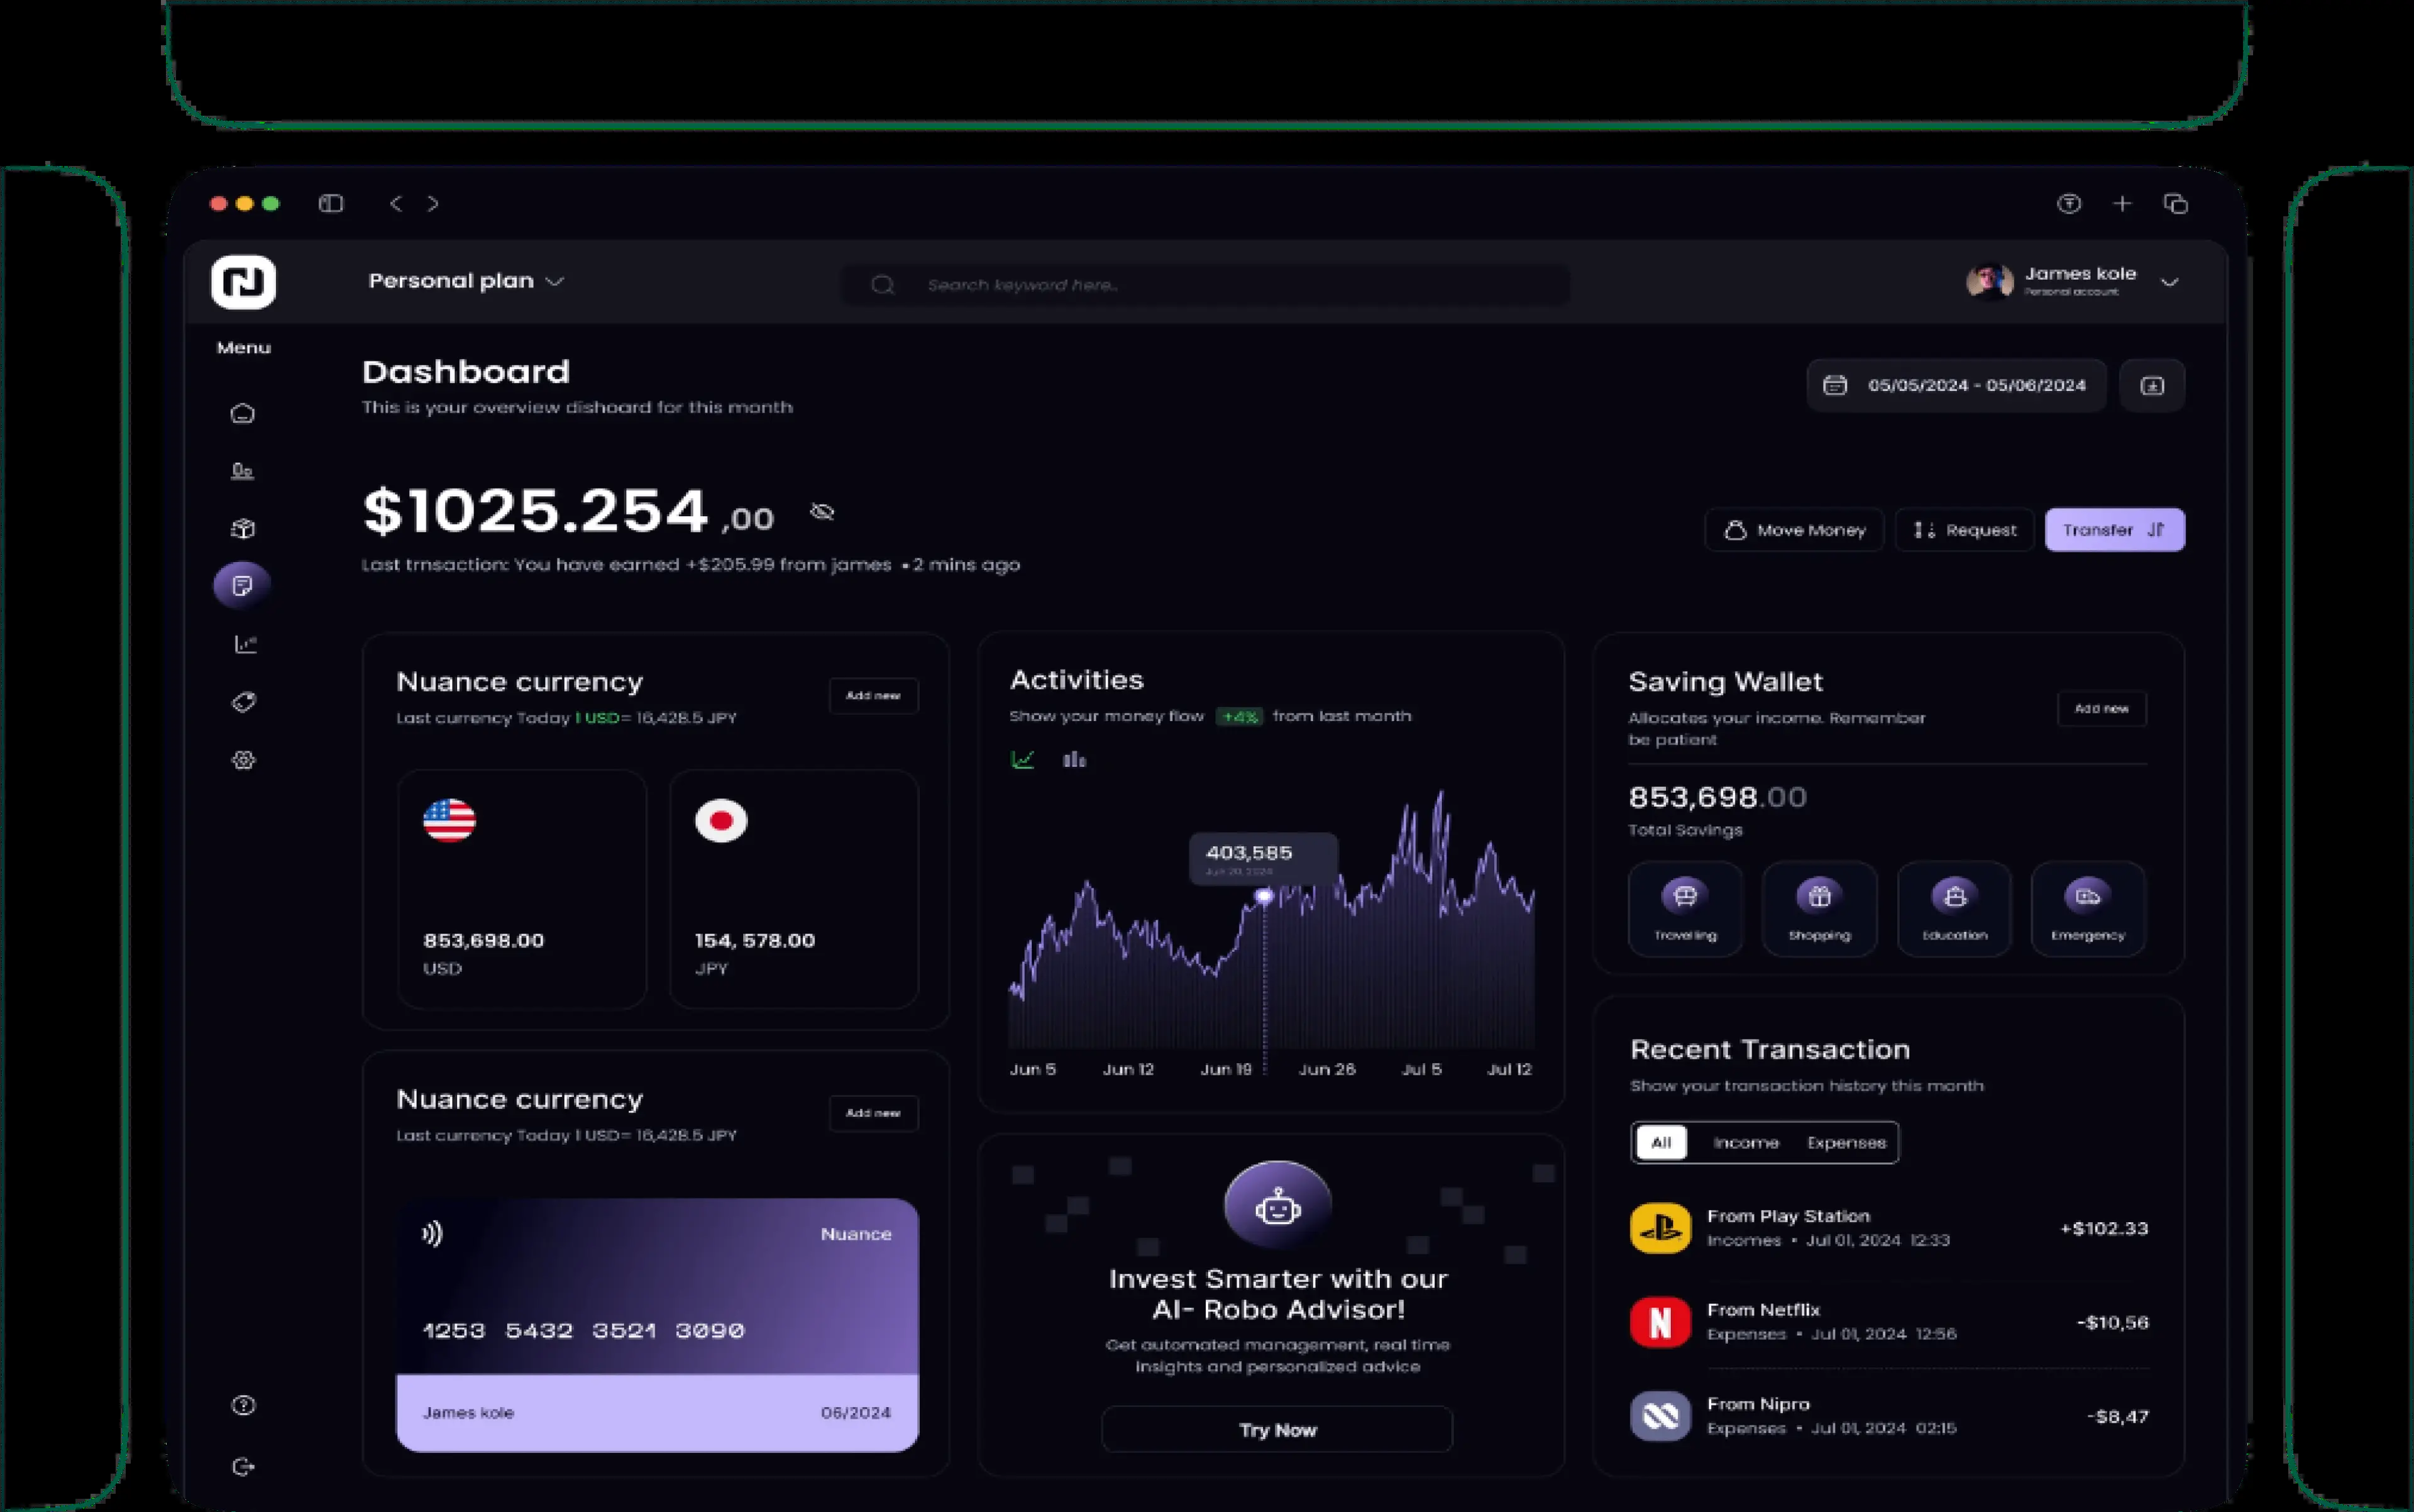 Personal plan
Search keyword here..
James kole
Personal account
Menu
Dashboard
This is your overview dishoard for this month
05/05/2024 - 05/06/2024
$1025.254 ,00
Last trnsaction: You have earned +$205.99 from james • 2 mins ago
Move Money
Request
Transfer
Nuance currency
Last currency Today 1 USD= 16,428.5 JPY
Add new
853,698.00
USD
154, 578.00
JPY
Nuance currency
Last currency Today 1 USD= 16,428.5 JPY
Add new
Nuance
1253 5432 3521 3090
James kole
06/2024
Activities
Show your money flow +4% from last month
403,585
Jun 20, 2024
Jun 5 Jun 12 Jun 19 Jun 26 Jul 5 Jul 12
Invest Smarter with our
AI- Robo Advisor!
Get automated management, real time
insights and personalized advice
Try Now
Saving Wallet
Allocates your income. Remember
be patient
Add new
853,698.00
Total Savings
Travelling
Shopping
Education
Emergency
Recent Transaction
Show your transaction history this month
All Income Expenses
From Play Station
Incomes • Jul 01, 2024 12:33
+$102.33
N
From Netflix
Expenses • Jul 01, 2024 12:56
-$10,56
From Nipro
Expenses • Jul 01, 2024 02:15
-$8,47